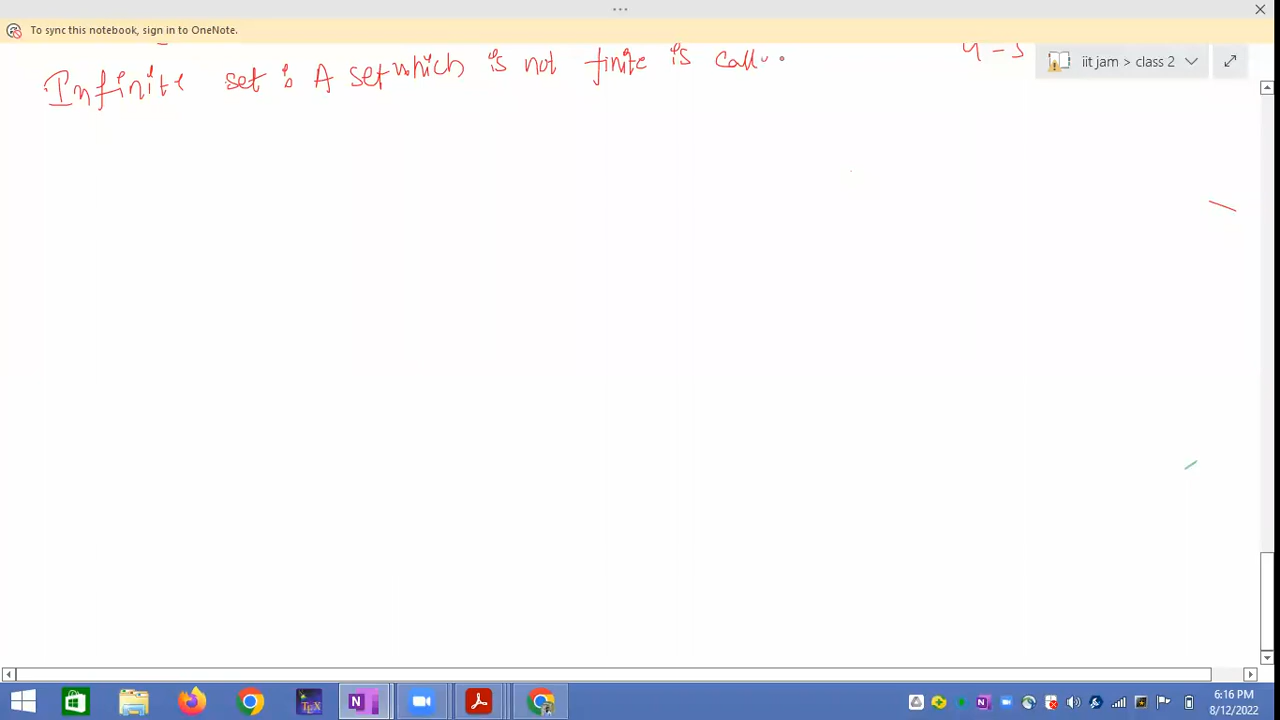 To sync this notebook, sign in to OneNote.
iit jam > class 2
Infinite set : A set which is not finite is call..
6:16 PM
8/12/2022